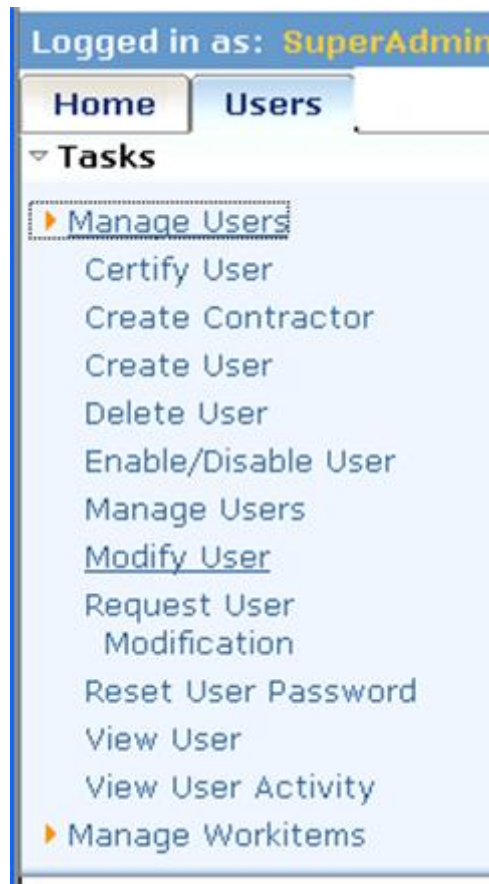 Logged in as: SuperAdmin
Home Users
Tasks
Manage Users
Certify User
Create Contractor
Create User
Delete User
Enable/Disable User
Manage Users
Modify User
Request User
Modification
Reset User Password
View User
View User Activity
Manage Workitems